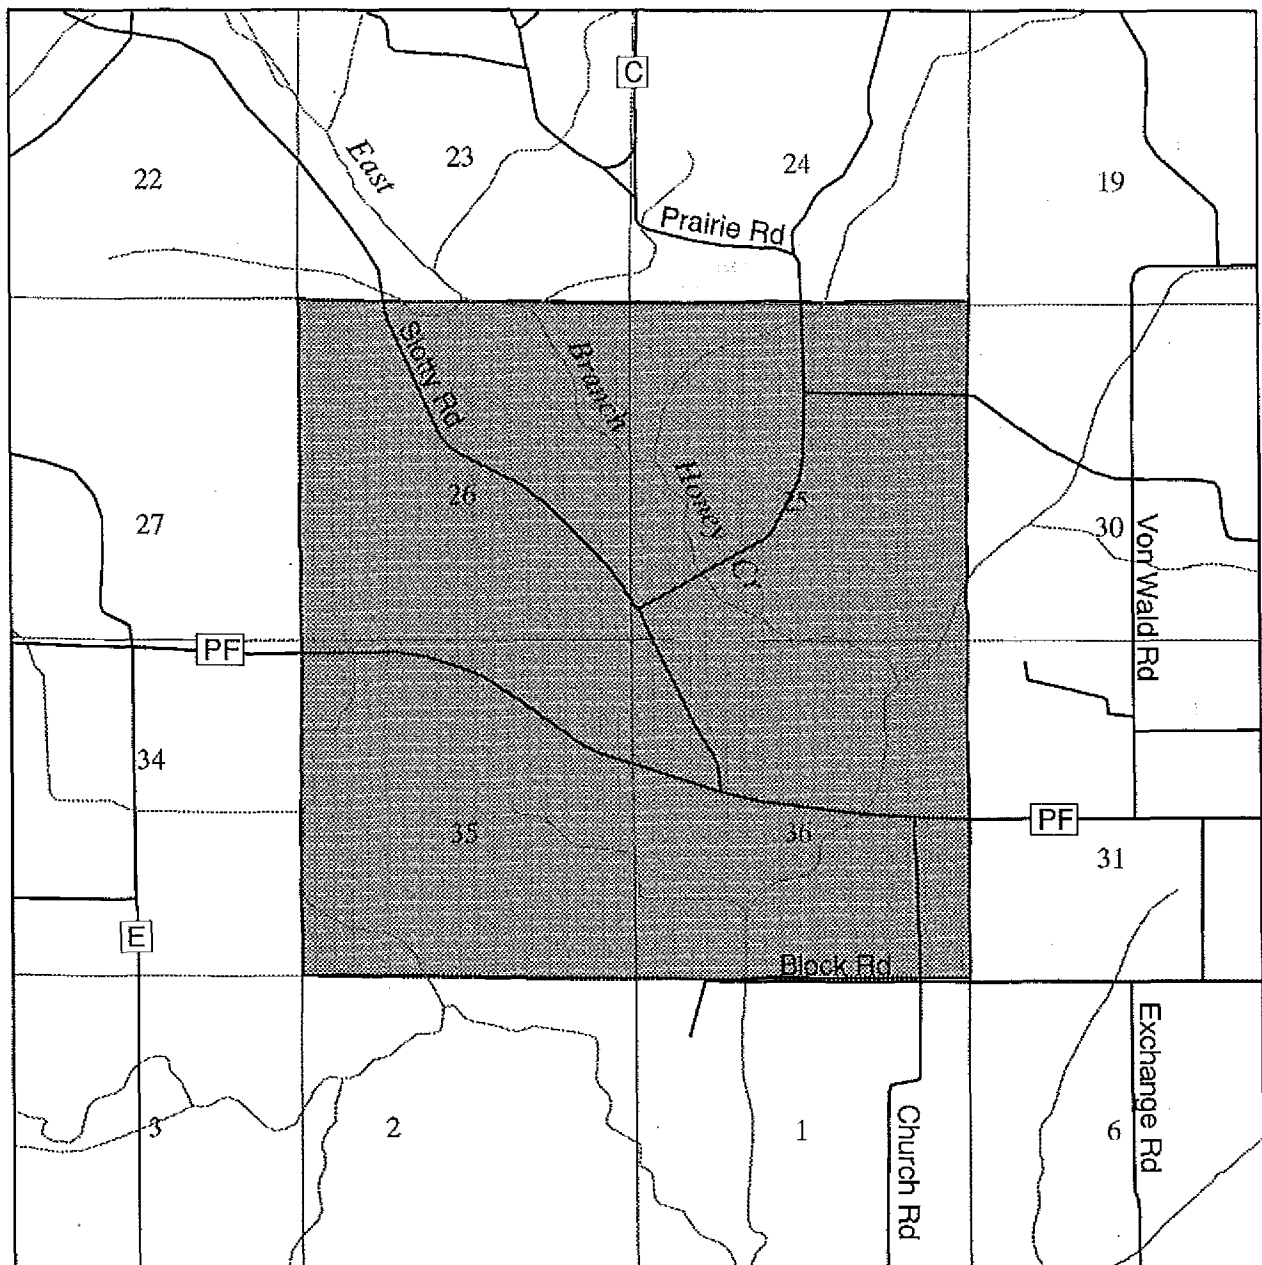 C
22
East
23
24
19
Prairie Rd
Slotty Rd
Branch
26
Honey
25
27
30
Cr
Von Wald Rd
PF
34
35
36
PF
31
E
Block Rd
Exchange Rd
3
2
1
6
Church Rd